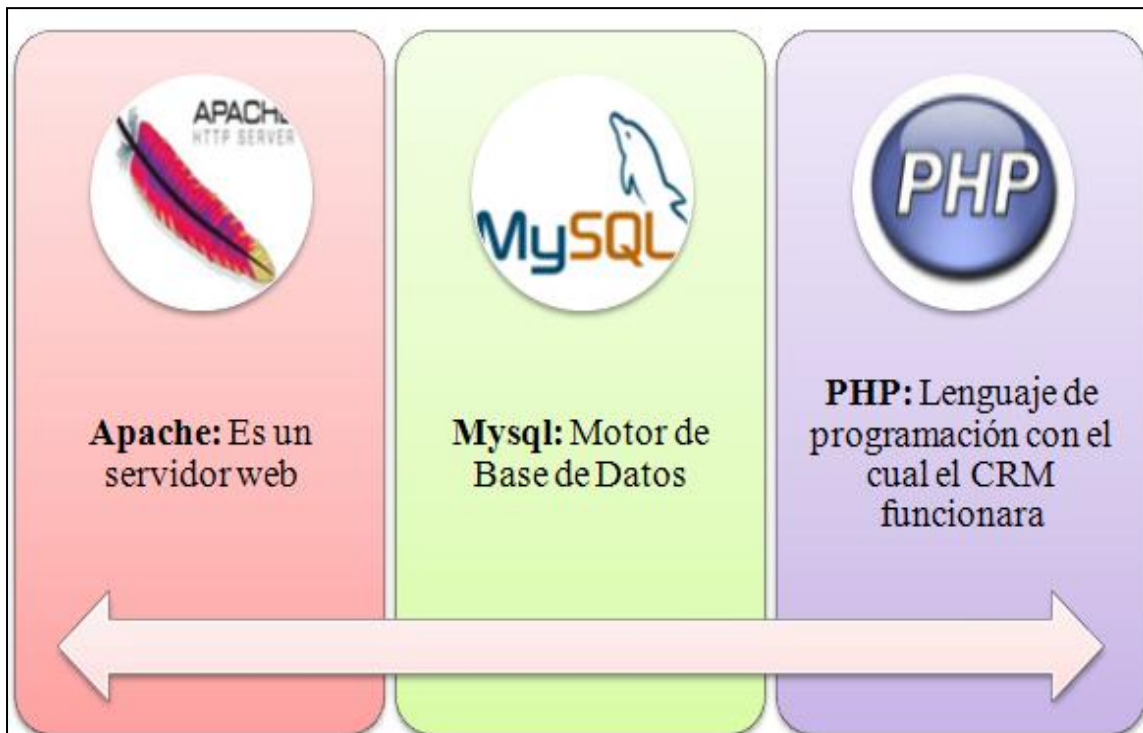 APACHE
HTTP SERVER
Apache: Es un
servidor web
MySQL
Mysql: Motor de
Base de Datos
PHP
PHP: Lenguaje de
programación con el
cual el CRM
funcionara